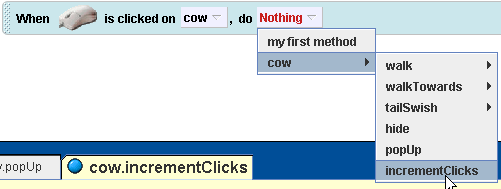 When is clicked on cow , do Nothing
my first method
cow
walk
walkTowards
tailSwish
hide
popUp
incrementClicks
.popUp
cow.incrementClicks